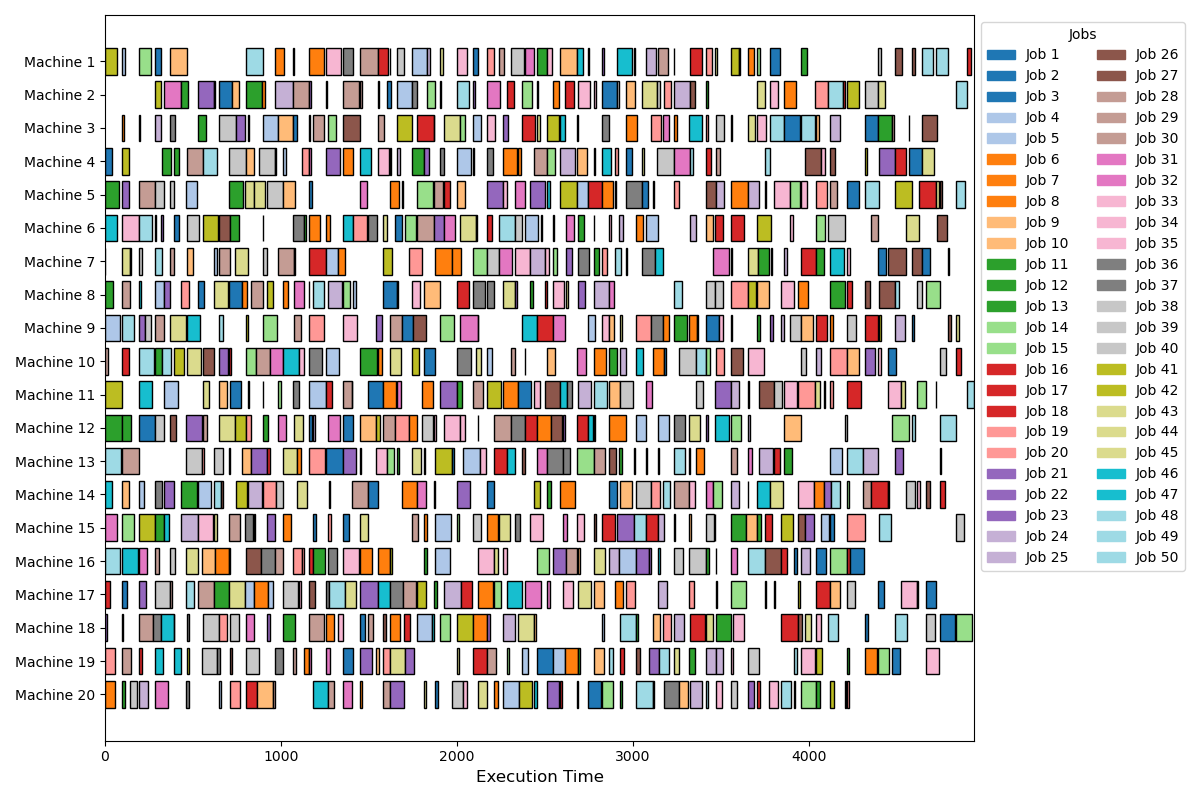 Machine 1
Machine 2
Machine 3
Machine 4
Machine 5
Machine 6
Machine 7
Machine 8
Machine 9
Machine 10
Machine 11
Machine 12
Machine 13
Machine 14
Machine 15
Machine 16
Machine 17
Machine 18
Machine 19
Machine 20
0 1000 2000 3000 4000
Execution Time
Jobs
Job 1
Job 2
Job 3
Job 4
Job 5
Job 6
Job 7
Job 8
Job 9
Job 10
Job 11
Job 12
Job 13
Job 14
Job 15
Job 16
Job 17
Job 18
Job 19
Job 20
Job 21
Job 22
Job 23
Job 24
Job 25
Job 26
Job 27
Job 28
Job 29
Job 30
Job 31
Job 32
Job 33
Job 34
Job 35
Job 36
Job 37
Job 38
Job 39
Job 40
Job 41
Job 42
Job 43
Job 44
Job 45
Job 46
Job 47
Job 48
Job 49
Job 50